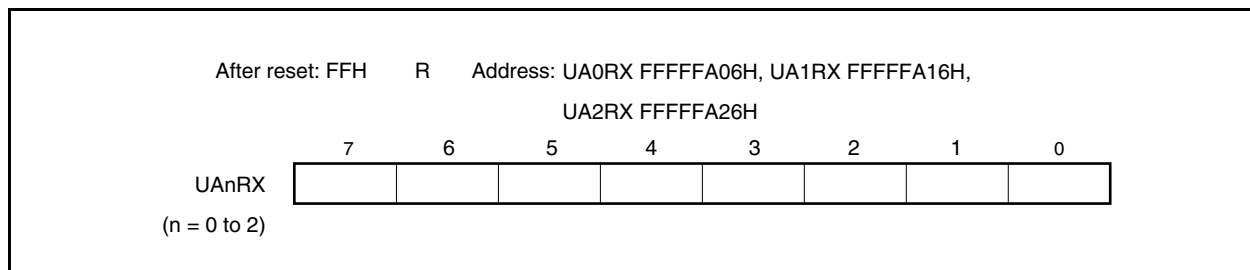 After reset: FFH R Address: UA0RX FFFFFA06H, UA1RX FFFFFA16H,
UA2RX FFFFFA26H
7 6 5 4 3 2 1 0
UAnRX
(n = 0 to 2)